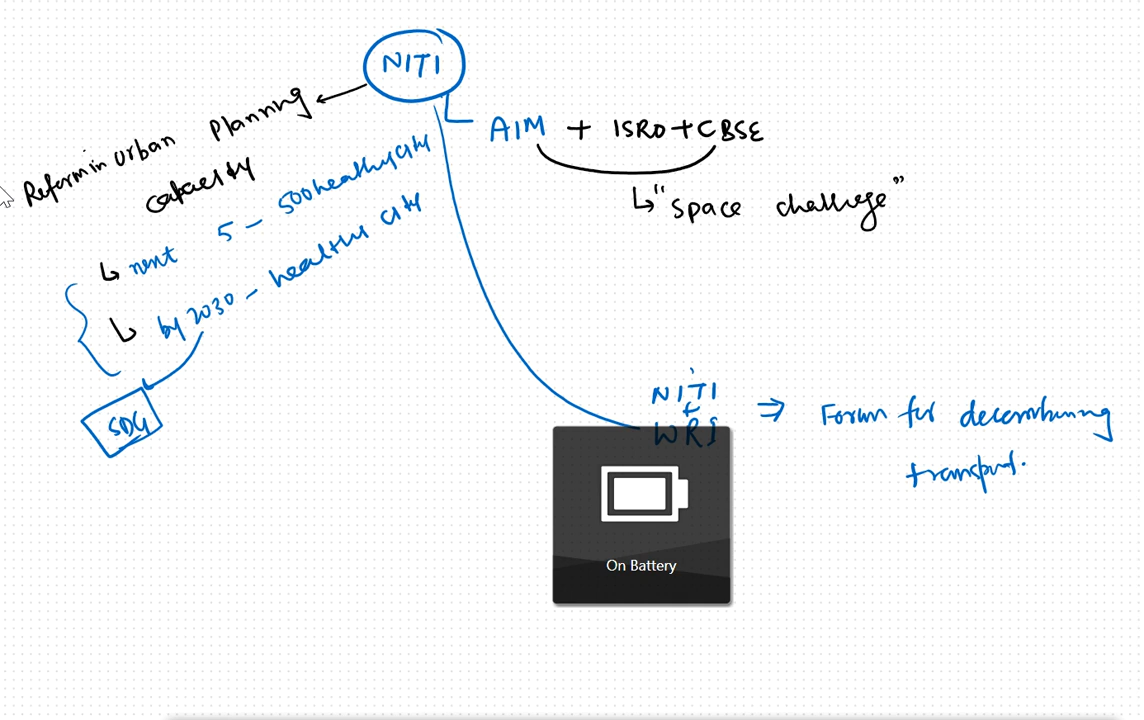 NITI
Reform in urban Planning
capacity
↳ next 5 - 500 healthy city
↳ by 2030 - healthy city
SDG
AIM + ISRO + CBSE
↳ "Space challenge"
NITI
+
WRI
⇒ Forum for decarbonizing
transport.
On Battery